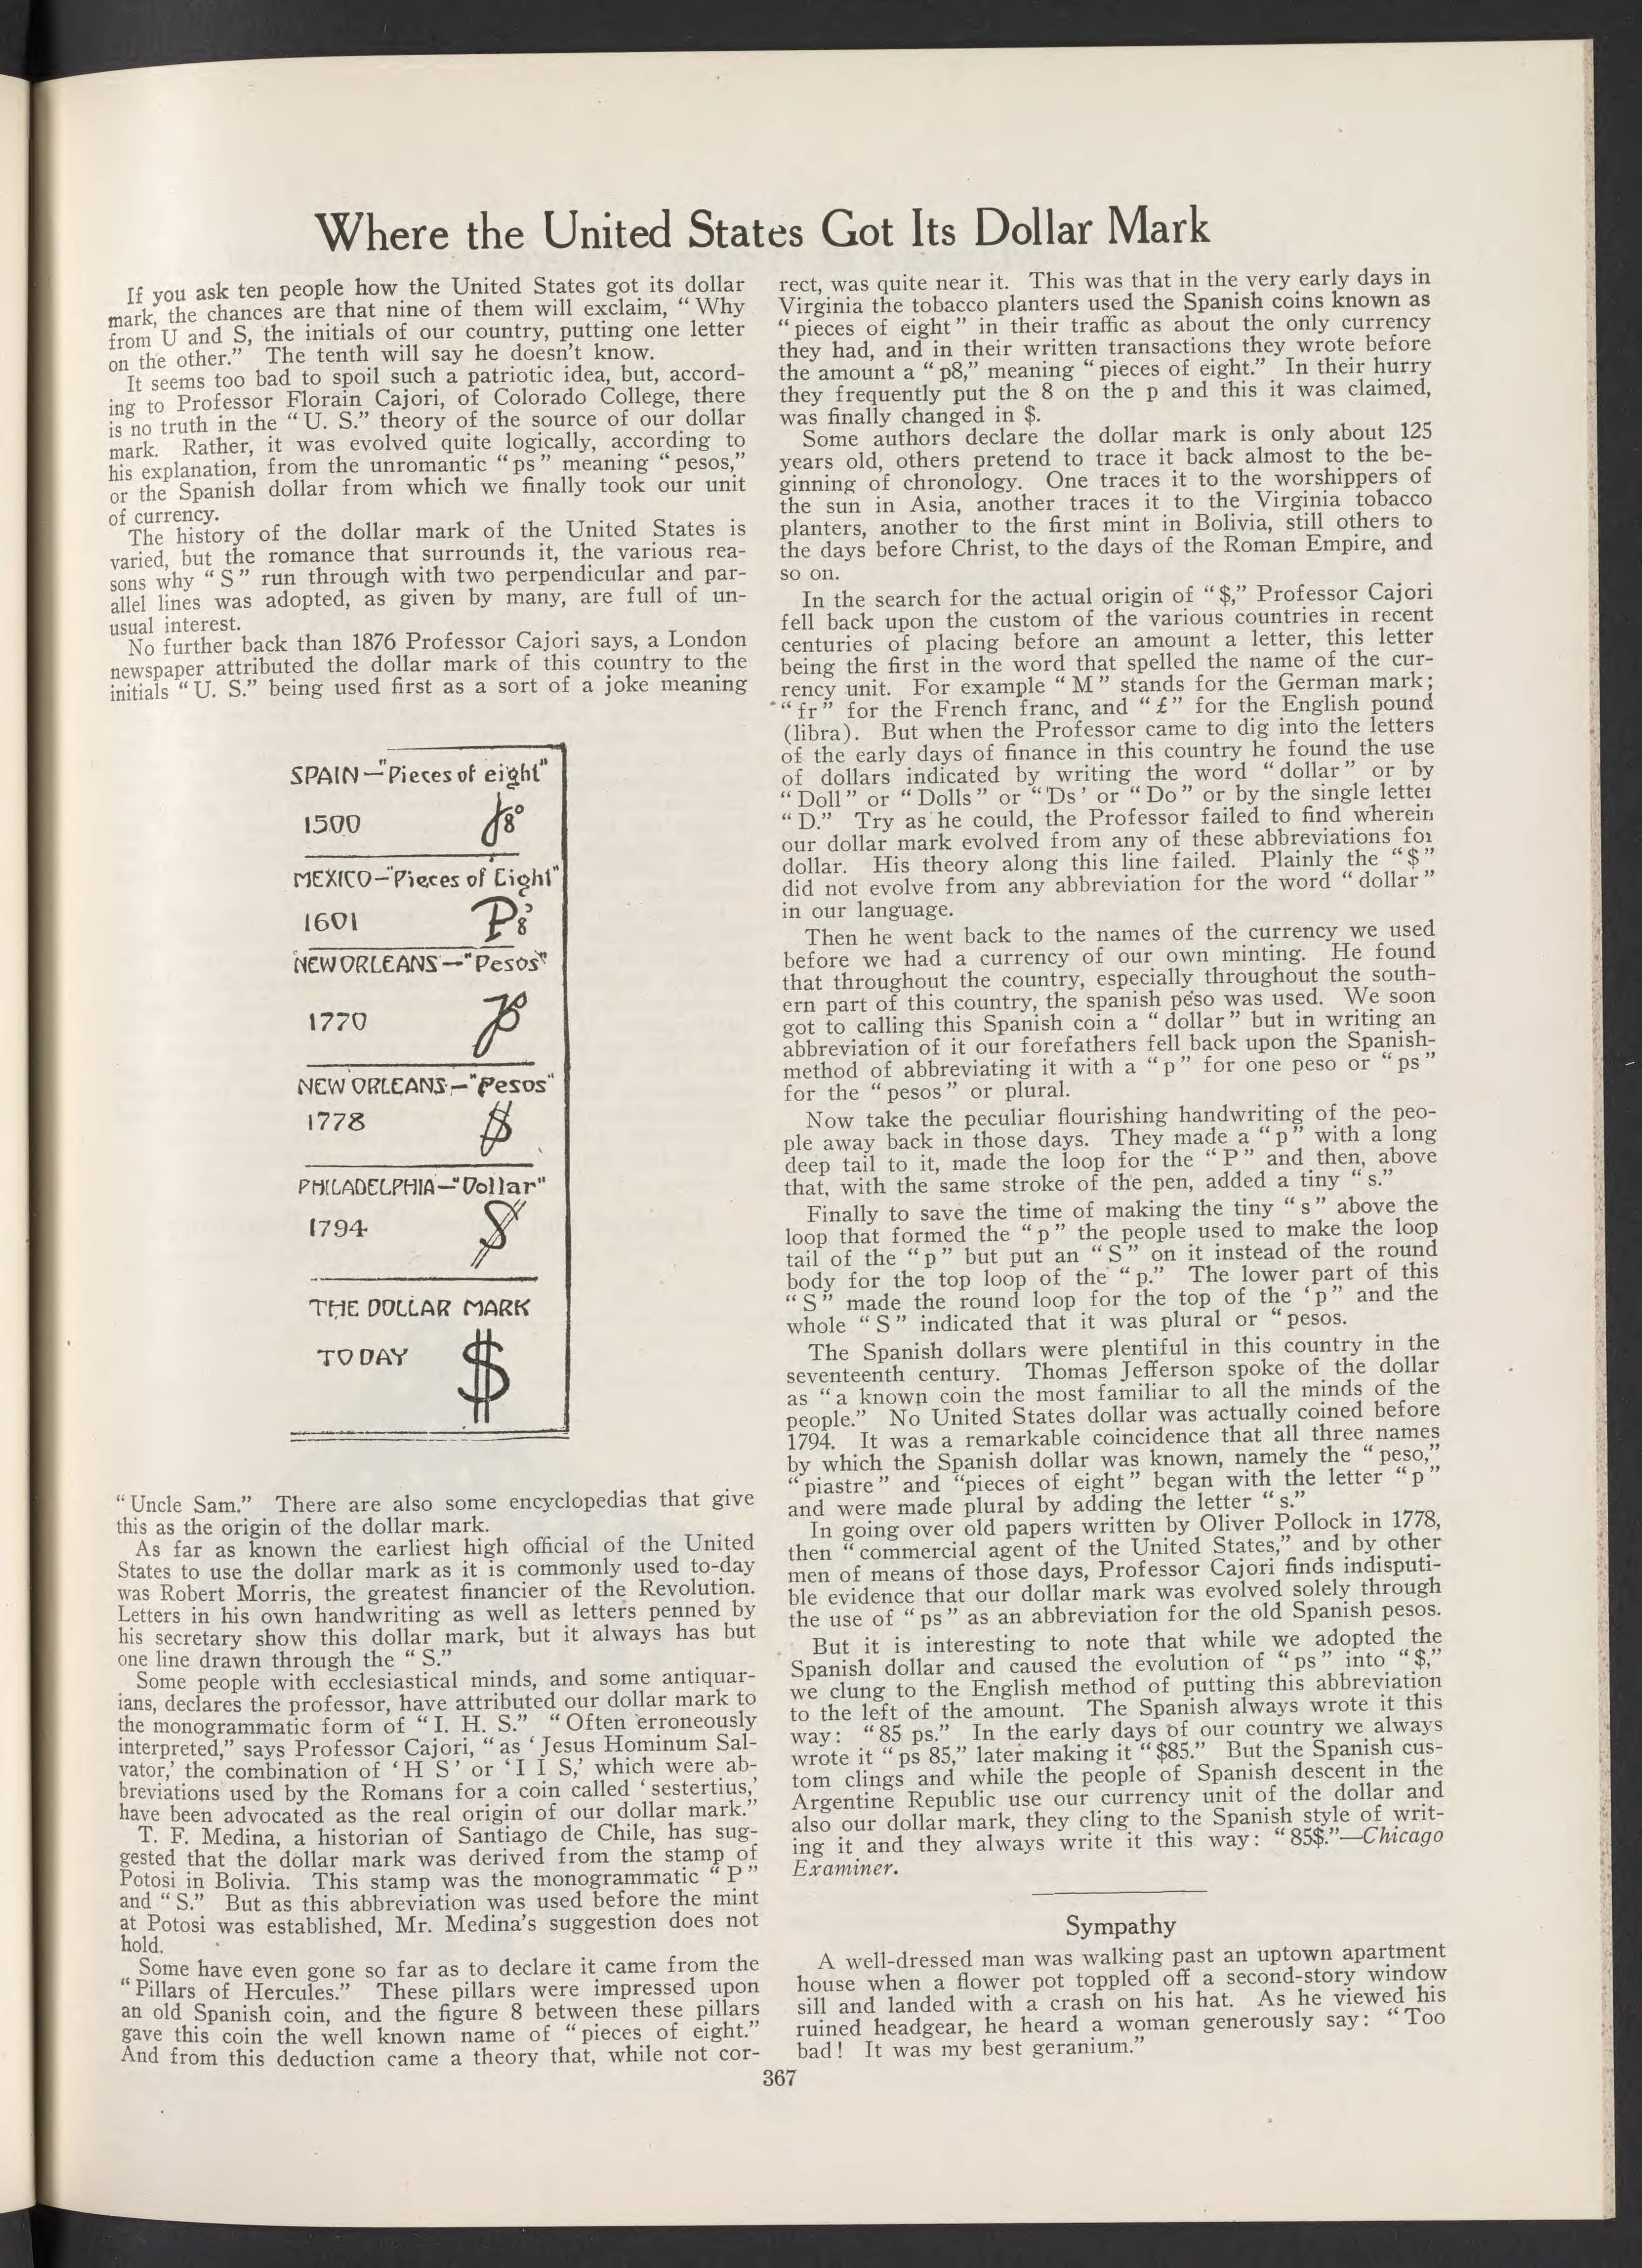 Where the United States Got Its Dollar Mark
If you ask ten people how the United States got its dollar
mark, the chances are that nine of them will exclaim, “ Why
from U and S, the initials of our country, putting one letter
on the other.” The tenth will say he doesn’t know.
It seems too bad to spoil such a patriotic idea, but, accord-
ing to Professor Florain Cajori, of Colorado College, there
is no truth in the “ U. S.” theory of the source of our dollar
mark. Rather, it was evolved quite logically, according to
his explanation, from the unromantic “ ps ” meaning “ pesos,”
or the Spanish dollar from which we finally took our unit
of currency.
The history of the dollar mark of the United States is
varied, but the romance that surrounds it, the various rea-
sons why “ S ” run through with two perpendicular and par-
allel lines was adopted, as given by many, are full of un-
usual interest.
No further back than 1876 Professor Cajori says, a London
newspaper attributed the dollar mark of this country to the
initials “ U. S.” being used first as a sort of a joke meaning
SPAIN—"Pieces of eight"
1500
MEXICO—"Pieces of Eight"
1601 P8
NEW ORLEANS—"Pesos"
1770
NEW ORLEANS—"Pesos"
1778 $
PHILADELPHIA—"Dollar"
1794 $
THE DOLLAR MARK
TODAY $
“ Uncle Sam.” There are also some encyclopedias that give
this as the origin of the dollar mark.
As far as known the earliest high official of the United
States to use the dollar mark as it is commonly used to-day
was Robert Morris, the greatest financier of the Revolution.
Letters in his own handwriting as well as letters penned by
his secretary show this dollar mark, but it always has but
one line drawn through the “ S.”
Some people with ecclesiastical minds, and some antiquar-
ians, declares the professor, have attributed our dollar mark to
the monogrammatic form of “ I. H. S.” “ Often erroneously
interpreted,” says Professor Cajori, “ as ‘ Jesus Hominum Sal-
vator,’ the combination of ‘ H S ’ or ‘ I I S,’ which were ab-
breviations used by the Romans for a coin called ‘ sestertius,’
have been advocated as the real origin of our dollar mark.”
T. F. Medina, a historian of Santiago de Chile, has sug-
gested that the dollar mark was derived from the stamp of
Potosi in Bolivia. This stamp was the monogrammatic “ P ”
and “ S.” But as this abbreviation was used before the mint
at Potosi was established, Mr. Medina’s suggestion does not
hold.
Some have even gone so far as to declare it came from the
“ Pillars of Hercules.” These pillars were impressed upon
an old Spanish coin, and the figure 8 between these pillars
gave this coin the well known name of “ pieces of eight.”
And from this deduction came a theory that, while not cor-
rect, was quite near it. This was that in the very early days in
Virginia the tobacco planters used the Spanish coins known as
“ pieces of eight ” in their traffic as about the only currency
they had, and in their written transactions they wrote before
the amount a “ p8,” meaning “ pieces of eight.” In their hurry
they frequently put the 8 on the p and this it was claimed,
was finally changed in $.
Some authors declare the dollar mark is only about 125
years old, others pretend to trace it back almost to the be-
ginning of chronology. One traces it to the worshippers of
the sun in Asia, another traces it to the Virginia tobacco
planters, another to the first mint in Bolivia, still others to
the days before Christ, to the days of the Roman Empire, and
so on.
In the search for the actual origin of “ $,” Professor Cajori
fell back upon the custom of the various countries in recent
centuries of placing before an amount a letter, this letter
being the first in the word that spelled the name of the cur-
rency unit. For example “ M ” stands for the German mark ;
“ fr ” for the French franc, and “ £ ” for the English pound
(libra). But when the Professor came to dig into the letters
of the early days of finance in this country he found the use
of dollars indicated by writing the word “ dollar ” or by
“ Doll ” or “ Dolls ” or “ Ds ’ or “ Do ” or by the single letter
“ D.” Try as he could, the Professor failed to find wherein
our dollar mark evolved from any of these abbreviations for
dollar. His theory along this line failed. Plainly the “ $ ”
did not evolve from any abbreviation for the word “ dollar ”
in our language.
Then he went back to the names of the currency we used
before we had a currency of our own minting. He found
that throughout the country, especially throughout the south-
ern part of this country, the spanish peso was used. We soon
got to calling this Spanish coin a “ dollar ” but in writing an
abbreviation of it our forefathers fell back upon the Spanish-
method of abbreviating it with a “ p ” for one peso or “ ps ”
for the “ pesos ” or plural.
Now take the peculiar flourishing handwriting of the peo-
ple away back in those days. They made a “ p ” with a long
deep tail to it, made the loop for the “ P ” and then, above
that, with the same stroke of the pen, added a tiny “ s.”
Finally to save the time of making the tiny “ s ” above the
loop that formed the “ p ” the people used to make the loop
tail of the “ p ” but put an “ S ” on it instead of the round
body for the top loop of the “ p.” The lower part of this
“ S ” made the round loop for the top of the ‘ p ” and the
whole “ S ” indicated that it was plural or “ pesos.
The Spanish dollars were plentiful in this country in the
seventeenth century. Thomas Jefferson spoke of the dollar
as “ a known coin the most familiar to all the minds of the
people.” No United States dollar was actually coined before
1794. It was a remarkable coincidence that all three names
by which the Spanish dollar was known, namely the “ peso,”
“ piastre ” and “pieces of eight ” began with the letter “ p ”
and were made plural by adding the letter “ s.”
In going over old papers written by Oliver Pollock in 1778,
then “ commercial agent of the United States,” and by other
men of means of those days, Professor Cajori finds indisputi-
ble evidence that our dollar mark was evolved solely through
the use of “ ps ” as an abbreviation for the old Spanish pesos.
But it is interesting to note that while we adopted the
Spanish dollar and caused the evolution of “ ps ” into “ $,”
we clung to the English method of putting this abbreviation
to the left of the amount. The Spanish always wrote it this
way : “ 85 ps.” In the early days of our country we always
wrote it “ ps 85,” later making it “ $85.” But the Spanish cus-
tom clings and while the people of Spanish descent in the
Argentine Republic use our currency unit of the dollar and
also our dollar mark, they cling to the Spanish style of writ-
ing it and they always write it this way : “ 85$.”—Chicago
Examiner.
Sympathy
A well-dressed man was walking past an uptown apartment
house when a flower pot toppled off a second-story window
sill and landed with a crash on his hat. As he viewed his
ruined headgear, he heard a woman generously say : “ Too
bad ! It was my best geranium.”
367